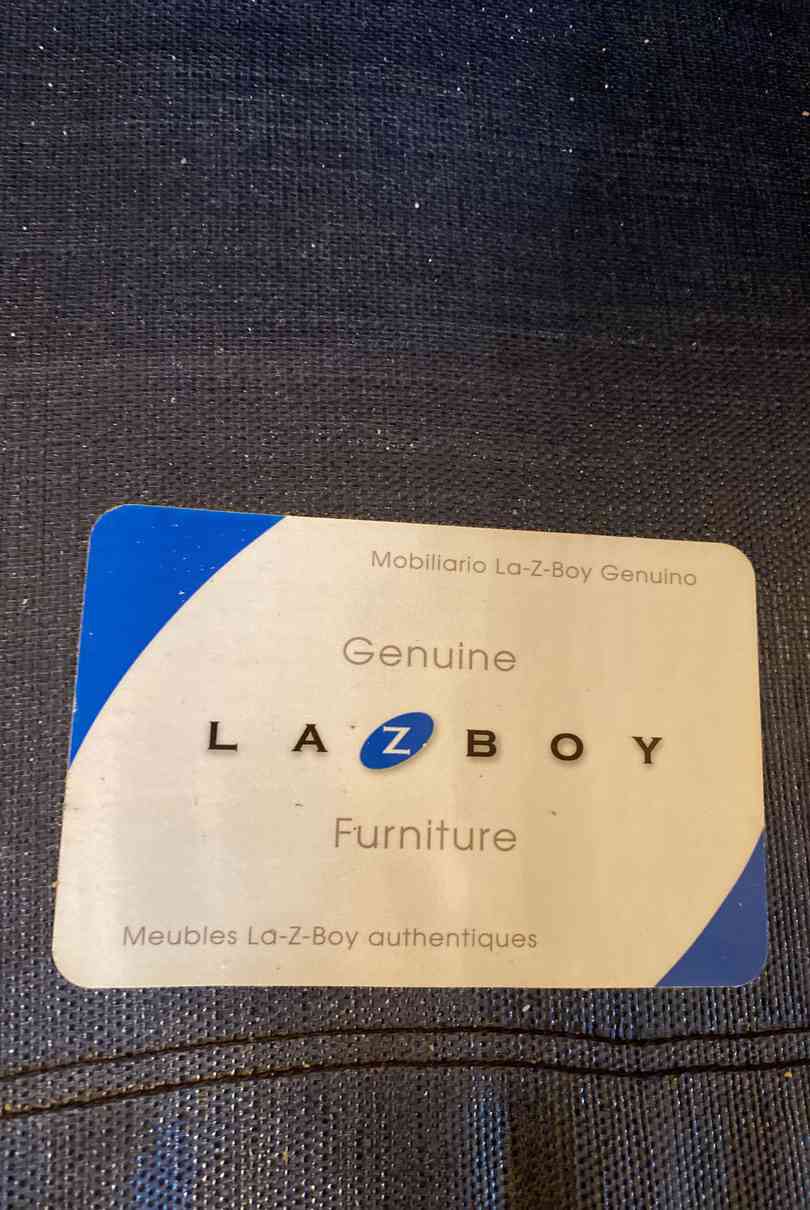 Mobiliario La-Z-Boy Genuino
Genuine
LAZBOY
Furniture
Meubles La-Z-Boy authentiques